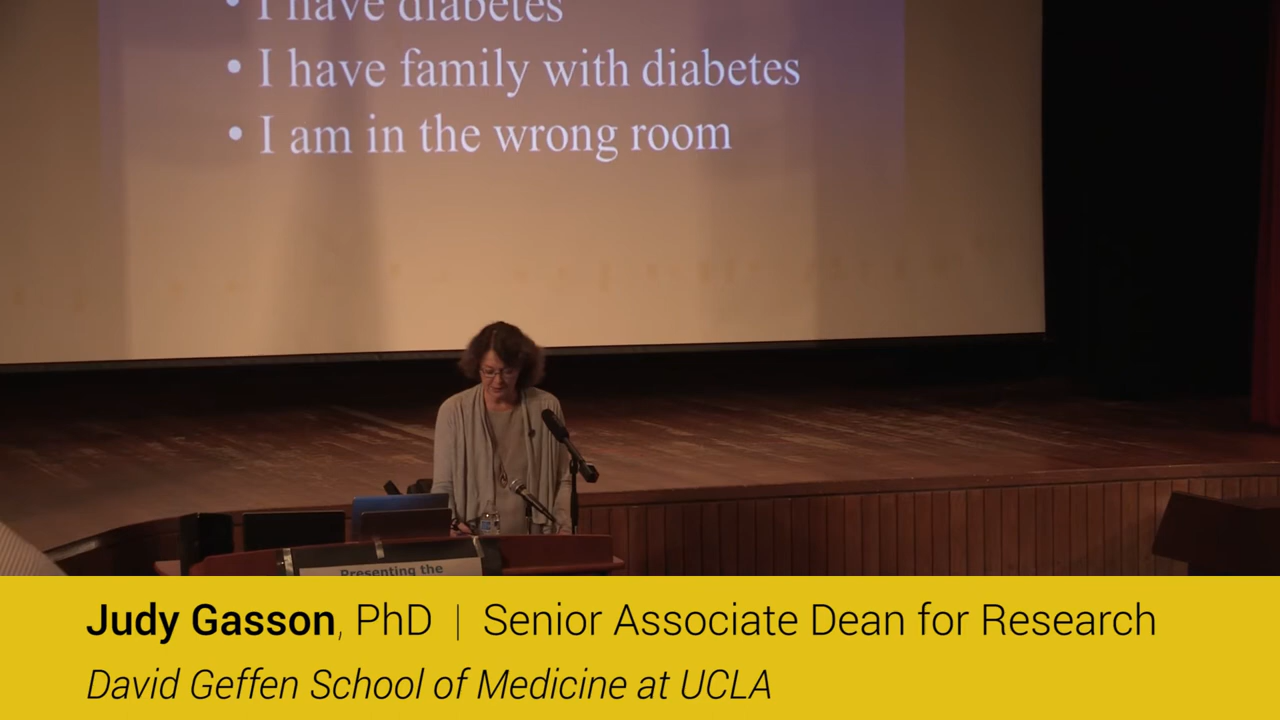 • I have diabetes
• I have family with diabetes
• I am in the wrong room
Presenting the
Judy Gasson, PhD | Senior Associate Dean for Research
David Geffen School of Medicine at UCLA